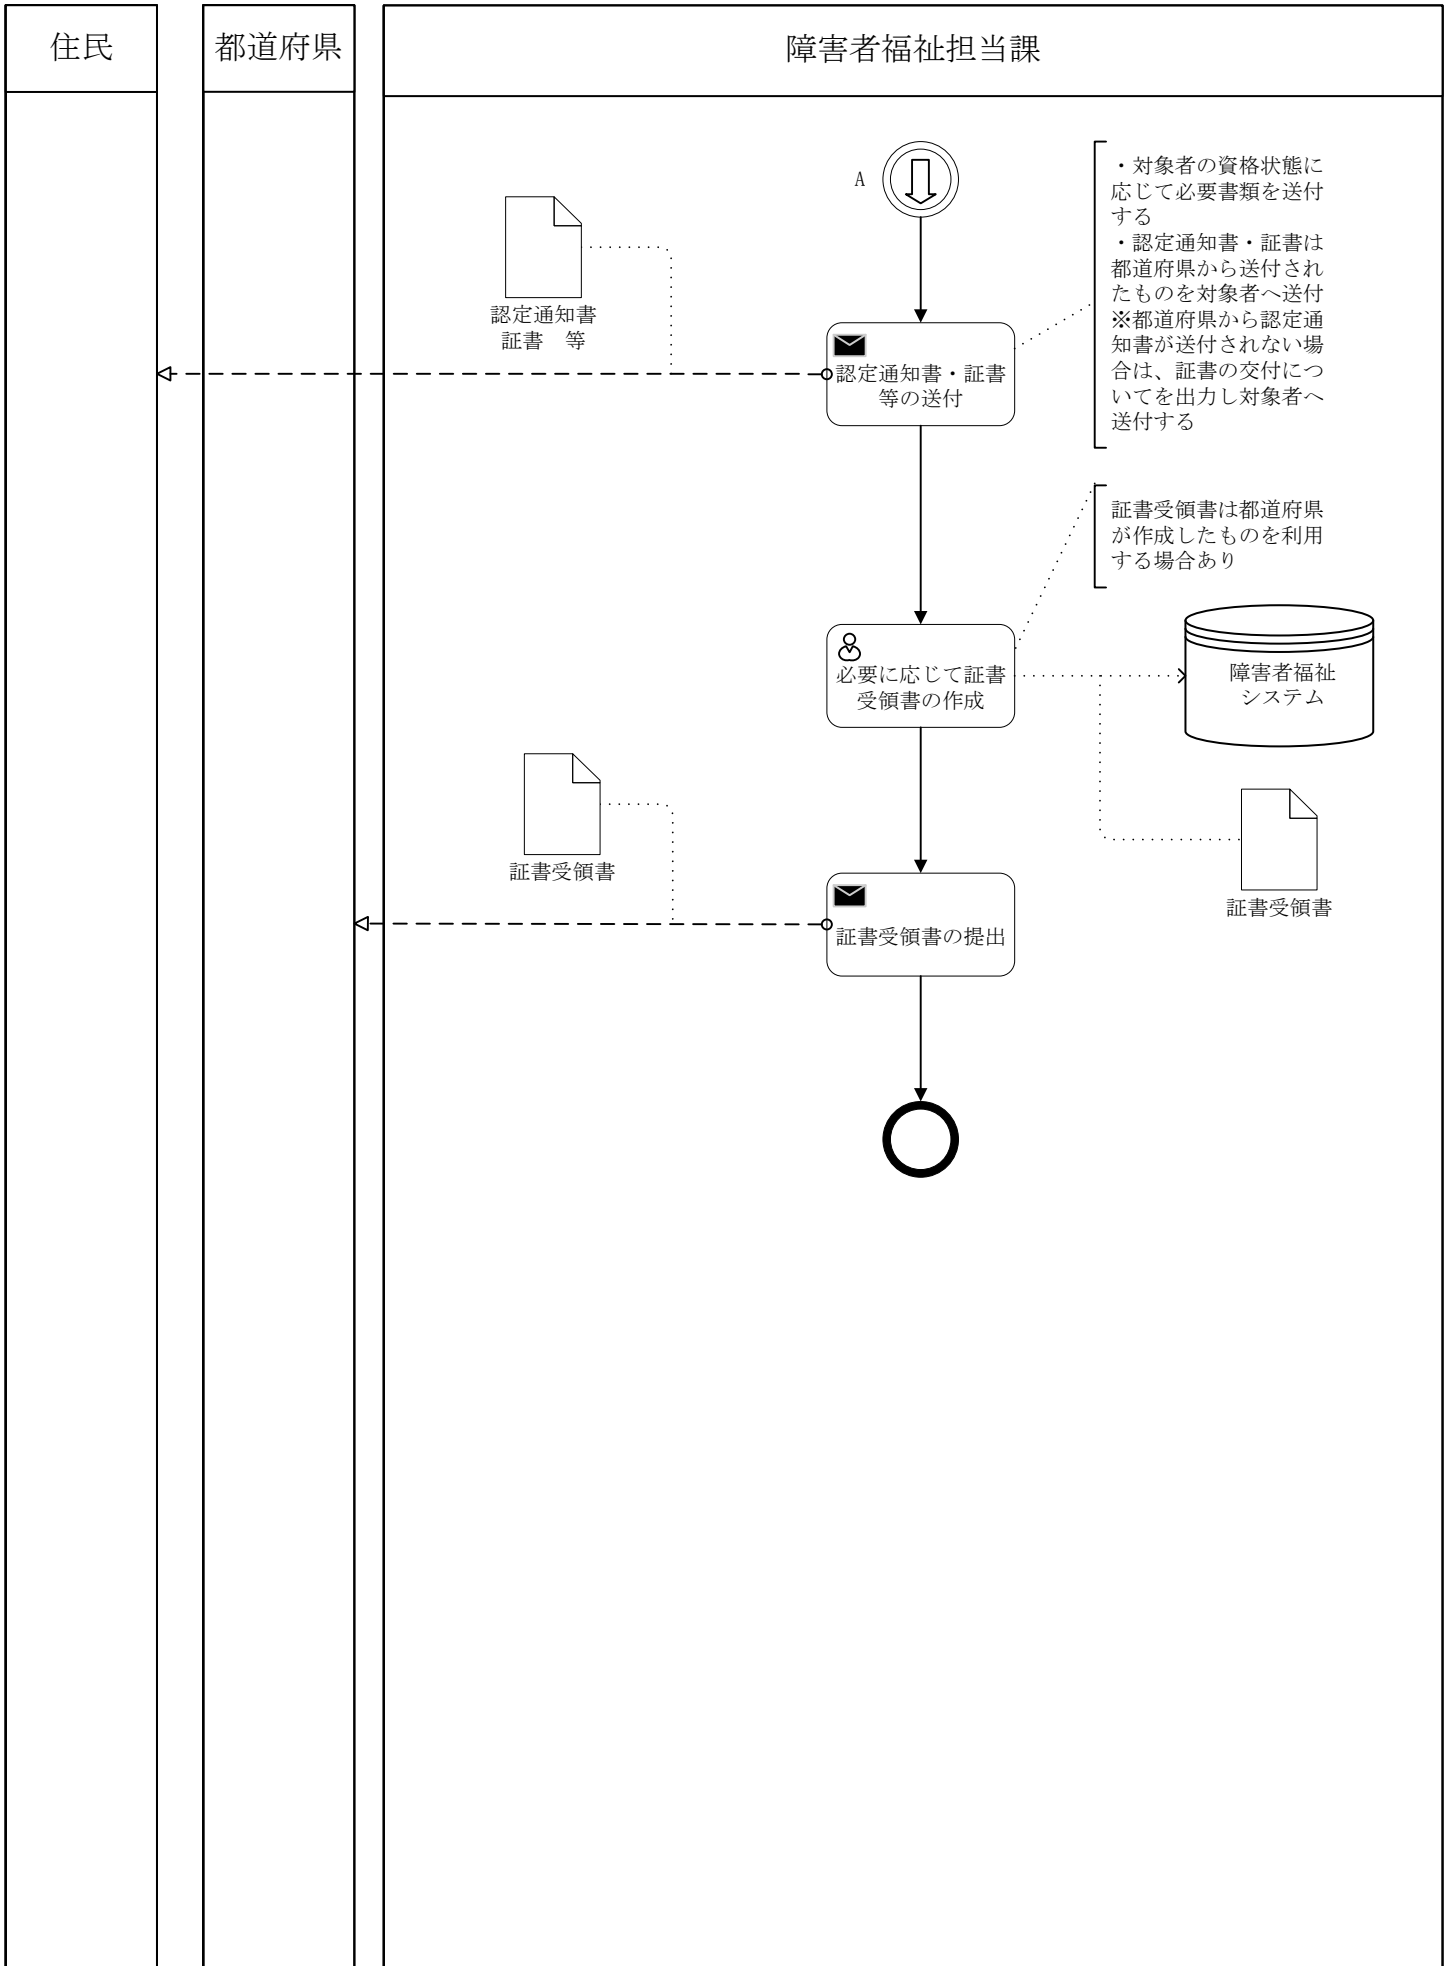 住民
都道府県
障害者福祉担当課
A
・対象者の資格状態に
応じて必要書類を送付
する
・認定通知書・証書は
都道府県から送付され
たものを対象者へ送付
※都道府県から認定通
知書が送付されない場
合は、証書の交付につ
いてを出力し対象者へ
送付する
認定通知書
証書　等
認定通知書・証書
等の送付
証書受領書は都道府県
が作成したものを利用
する場合あり
必要に応じて証書
受領書の作成
障害者福祉
システム
証書受領書
証書受領書
証書受領書の提出